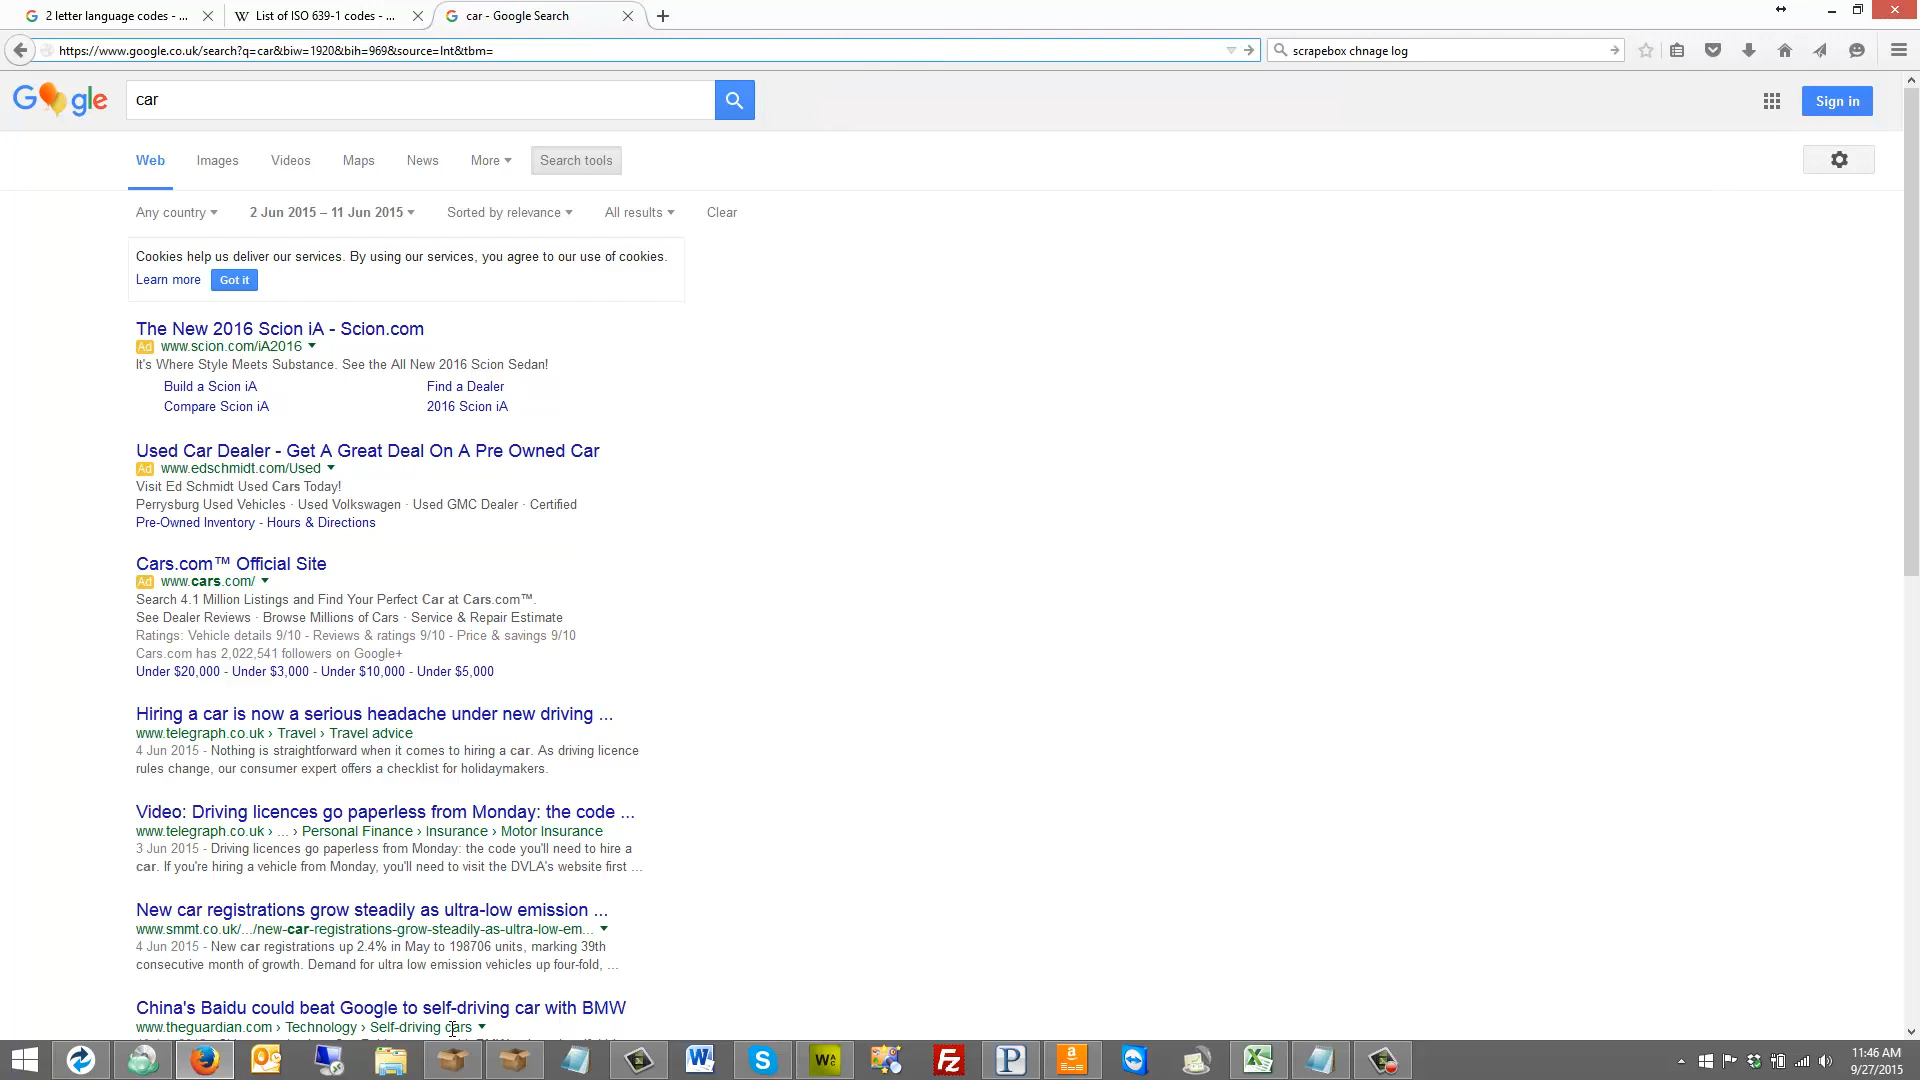 2 letter language codes - ...
List of ISO 639-1 codes - ...
car - Google Search
https://www.google.co.uk/search?q=car&biw=1920&bih=969&source=lnt&tbm=
scrapebox chnage log
Google
car
Sign in
Web
Images
Videos
Maps
News
More
Search tools
Any country
2 Jun 2015 – 11 Jun 2015
Sorted by relevance
All results
Clear
Cookies help us deliver our services. By using our services, you agree to our use of cookies.
Learn more
Got it
The New 2016 Scion iA - Scion.com
Ad www.scion.com/iA2016
It's Where Style Meets Substance. See the All New 2016 Scion Sedan!
Build a Scion iA
Find a Dealer
Compare Scion iA
2016 Scion iA
Used Car Dealer - Get A Great Deal On A Pre Owned Car
Ad www.edschmidt.com/Used
Visit Ed Schmidt Used Cars Today!
Perrysburg Used Vehicles · Used Volkswagen · Used GMC Dealer · Certified
Pre-Owned Inventory - Hours & Directions
Cars.com™ Official Site
Ad www.cars.com/
Search 4.1 Million Listings and Find Your Perfect Car at Cars.com™.
See Dealer Reviews · Browse Millions of Cars · Service & Repair Estimate
Ratings: Vehicle details 9/10 - Reviews & ratings 9/10 - Price & savings 9/10
Cars.com has 2,022,541 followers on Google+
Under $20,000 - Under $3,000 - Under $10,000 - Under $5,000
Hiring a car is now a serious headache under new driving ...
www.telegraph.co.uk › Travel › Travel advice
4 Jun 2015 - Nothing is straightforward when it comes to hiring a car. As driving licence
rules change, our consumer expert offers a checklist for holidaymakers.
Video: Driving licences go paperless from Monday: the code ...
www.telegraph.co.uk › ... › Personal Finance › Insurance › Motor Insurance
3 Jun 2015 - Driving licences go paperless from Monday: the code you'll need to hire a
car. If you're hiring a vehicle from Monday, you'll need to visit the DVLA's website first ...
New car registrations grow steadily as ultra-low emission ...
www.smmt.co.uk/.../new-car-registrations-grow-steadily-as-ultra-low-em...
4 Jun 2015 - New car registrations up 2.4% in May to 198706 units, marking 39th
consecutive month of growth. Demand for ultra low emission vehicles up four-fold, ...
China's Baidu could beat Google to self-driving car with BMW
www.theguardian.com › Technology › Self-driving cars
11:46 AM
9/27/2015